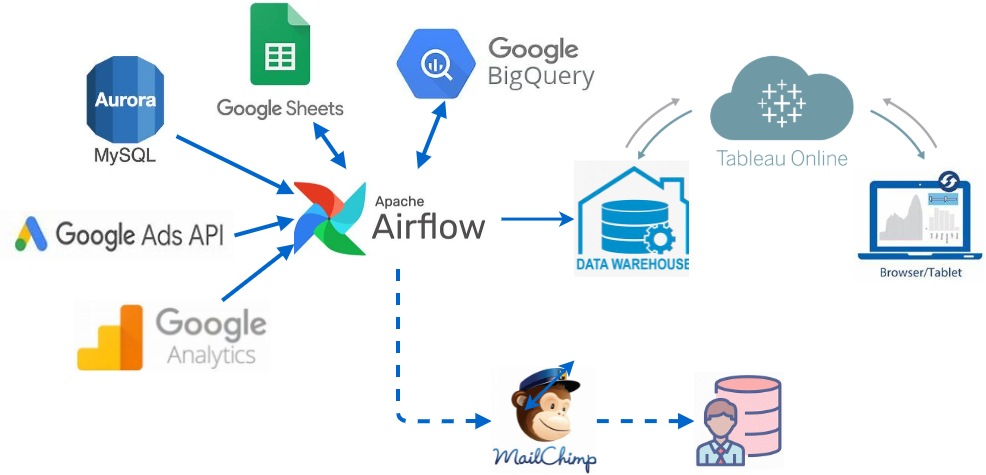 Google Sheets
Google
BigQuery
Aurora
MySQL
Tableau Online
Apache
Airflow
Google Ads API
DATA WAREHOUSE
Browser/Tablet
Google
Analytics
MailChimp